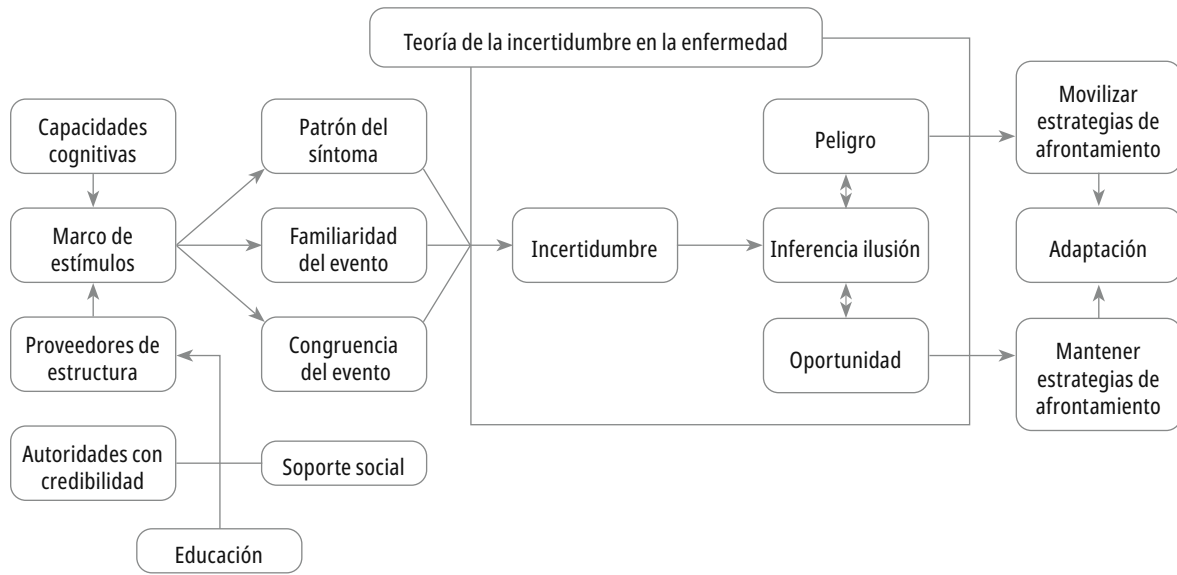 Teoría de la incertidumbre en la enfermedad
Capacidades
cognitivas
Patrón del
síntoma
Peligro
Movilizar
estrategias de
afrontamiento
Marco de
estímulos
Familiaridad
del evento
Incertidumbre
Inferencia ilusión
Adaptación
Proveedores de
estructura
Congruencia
del evento
Oportunidad
Mantener
estrategias de
afrontamiento
Autoridades con
credibilidad
Soporte social
Educación